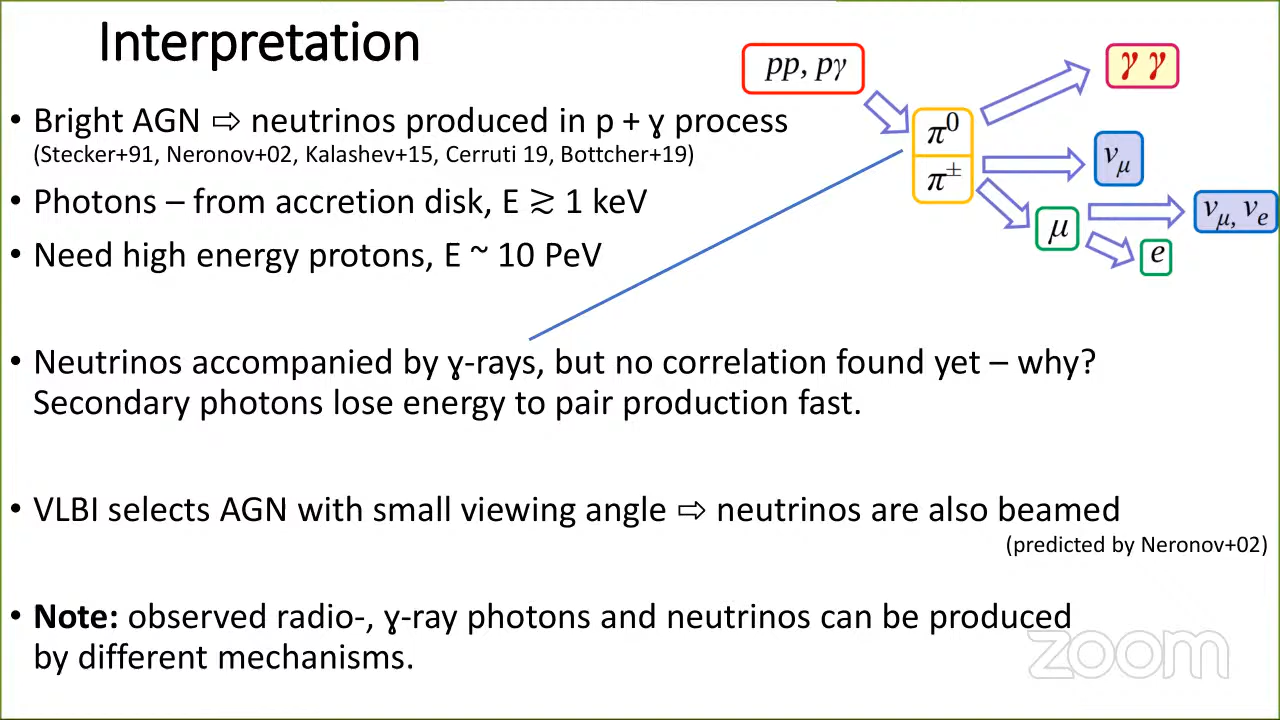 Interpretation
pp, pγ
γ γ
π⁰
π±
ν_μ
μ
ν_μ, ν_e
e
• Bright AGN ⇨ neutrinos produced in p + ɣ process
(Stecker+91, Neronov+02, Kalashev+15, Cerruti 19, Bottcher+19)
• Photons – from accretion disk, E ≳ 1 keV
• Need high energy protons, E ~ 10 PeV
• Neutrinos accompanied by ɣ-rays, but no correlation found yet – why?
Secondary photons lose energy to pair production fast.
• VLBI selects AGN with small viewing angle ⇨ neutrinos are also beamed
(predicted by Neronov+02)
• Note: observed radio-, ɣ-ray photons and neutrinos can be produced
by different mechanisms.
zoom